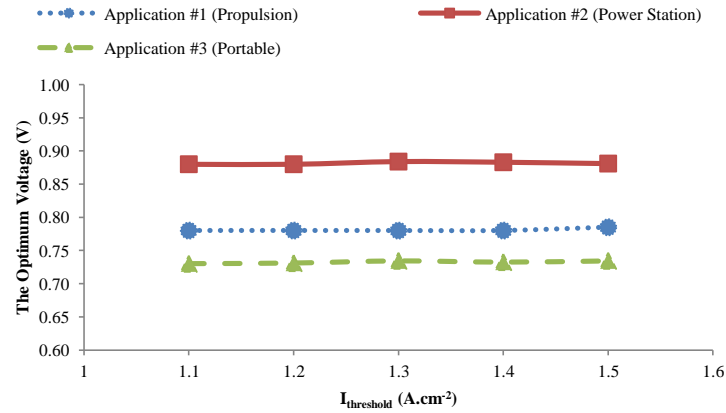 Application #1 (Propulsion)
Application #2 (Power Station)
Application #3 (Portable)
The Optimum Voltage (V)
1.00
0.95
0.90
0.85
0.80
0.75
0.70
0.65
0.60
1 1.1 1.2 1.3 1.4 1.5 1.6
I_threshold (A.cm⁻²)